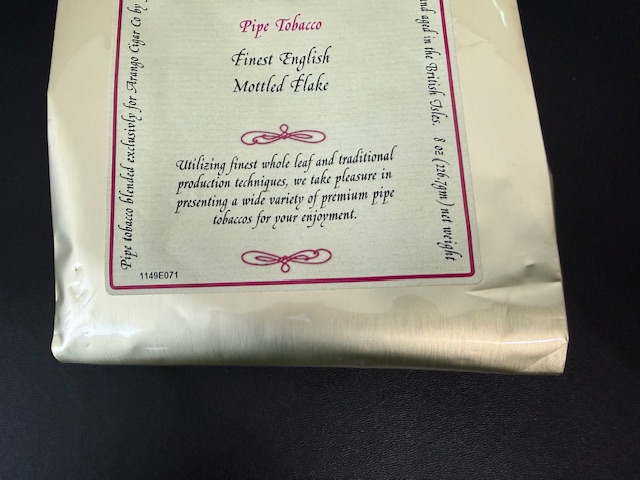 Pipe Tobacco
Finest English
Mottled Flake
Utilizing finest whole leaf and traditional
production techniques, we take pleasure in
presenting a wide variety of premium pipe
tobaccos for your enjoyment.
1149E071
Pipe tobacco blended exclusivly for Arango Cigar Co by
and aged in the British Isles. 8 oz (226.7gm) net weight